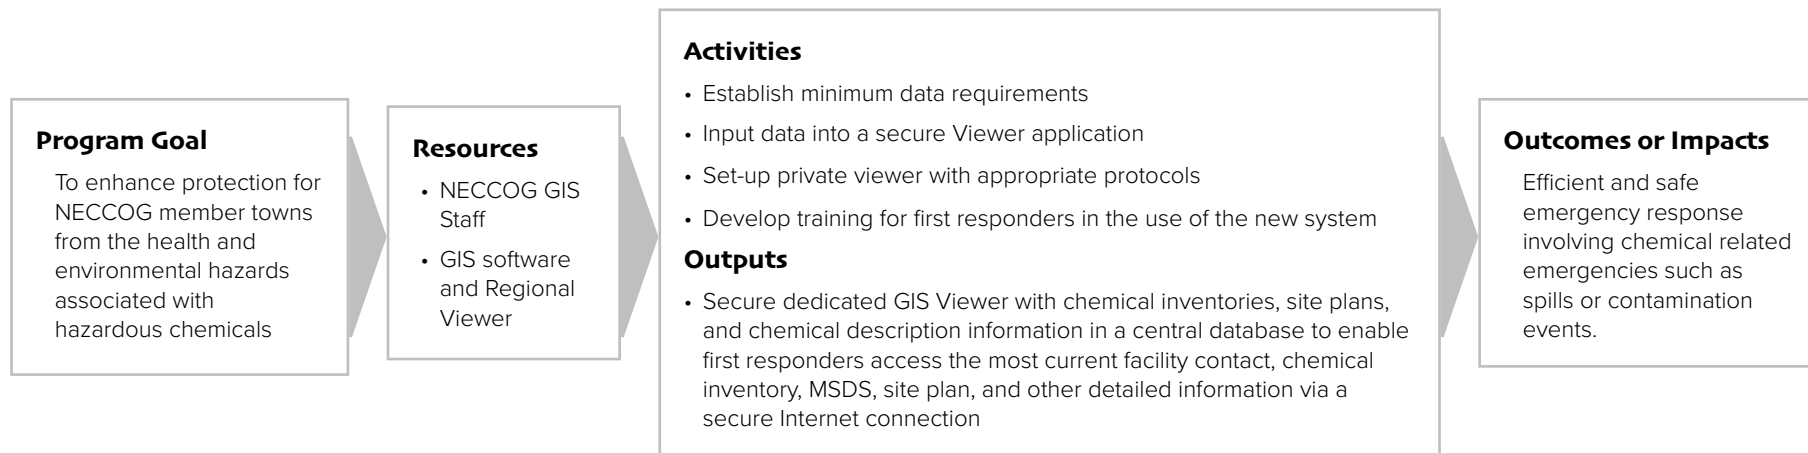 Program Goal
To enhance protection for
NECCOG member towns
from the health and
environmental hazards
associated with
hazardous chemicals
Resources
• NECCOG GIS
Staff
• GIS software
and Regional
Viewer
Activities
• Establish minimum data requirements
• Input data into a secure Viewer application
• Set-up private viewer with appropriate protocols
• Develop training for first responders in the use of the new system
Outputs
• Secure dedicated GIS Viewer with chemical inventories, site plans,
and chemical description information in a central database to enable
first responders access the most current facility contact, chemical
inventory, MSDS, site plan, and other detailed information via a
secure Internet connection
Outcomes or Impacts
Efficient and safe
emergency response
involving chemical related
emergencies such as
spills or contamination
events.